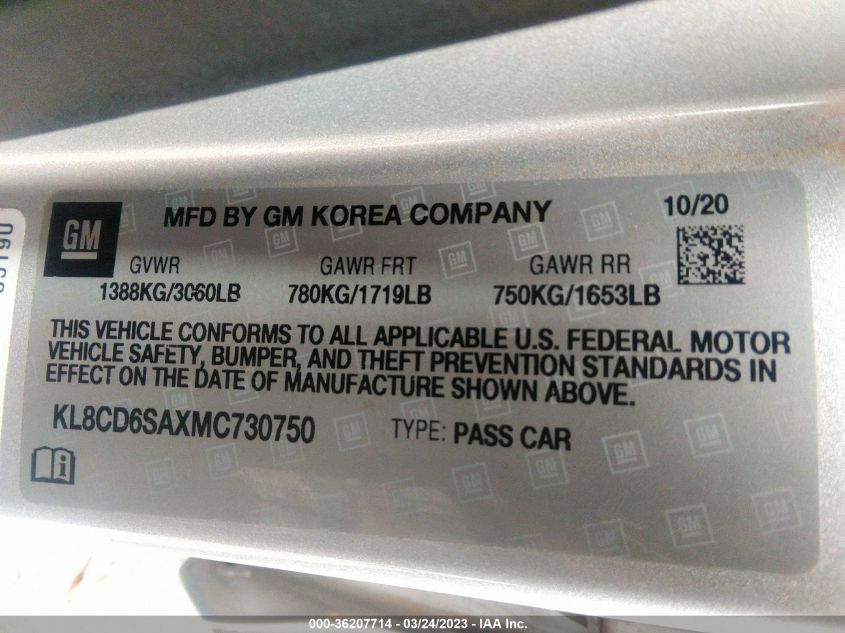 GM
MFD BY GM KOREA COMPANY
10/20
GVWR
GAWR FRT
GAWR RR
1388KG/3060LB
780KG/1719LB
750KG/1653LB
THIS VEHICLE CONFORMS TO ALL APPLICABLE U.S. FEDERAL MOTOR
VEHICLE SAFETY, BUMPER, AND THEFT PREVENTION STANDARDS IN
EFFECT ON THE DATE OF MANUFACTURE SHOWN ABOVE.
KL8CD6SAXMC730750
TYPE: PASS CAR
000-36207714 - 03/24/2023 - IAA Inc.